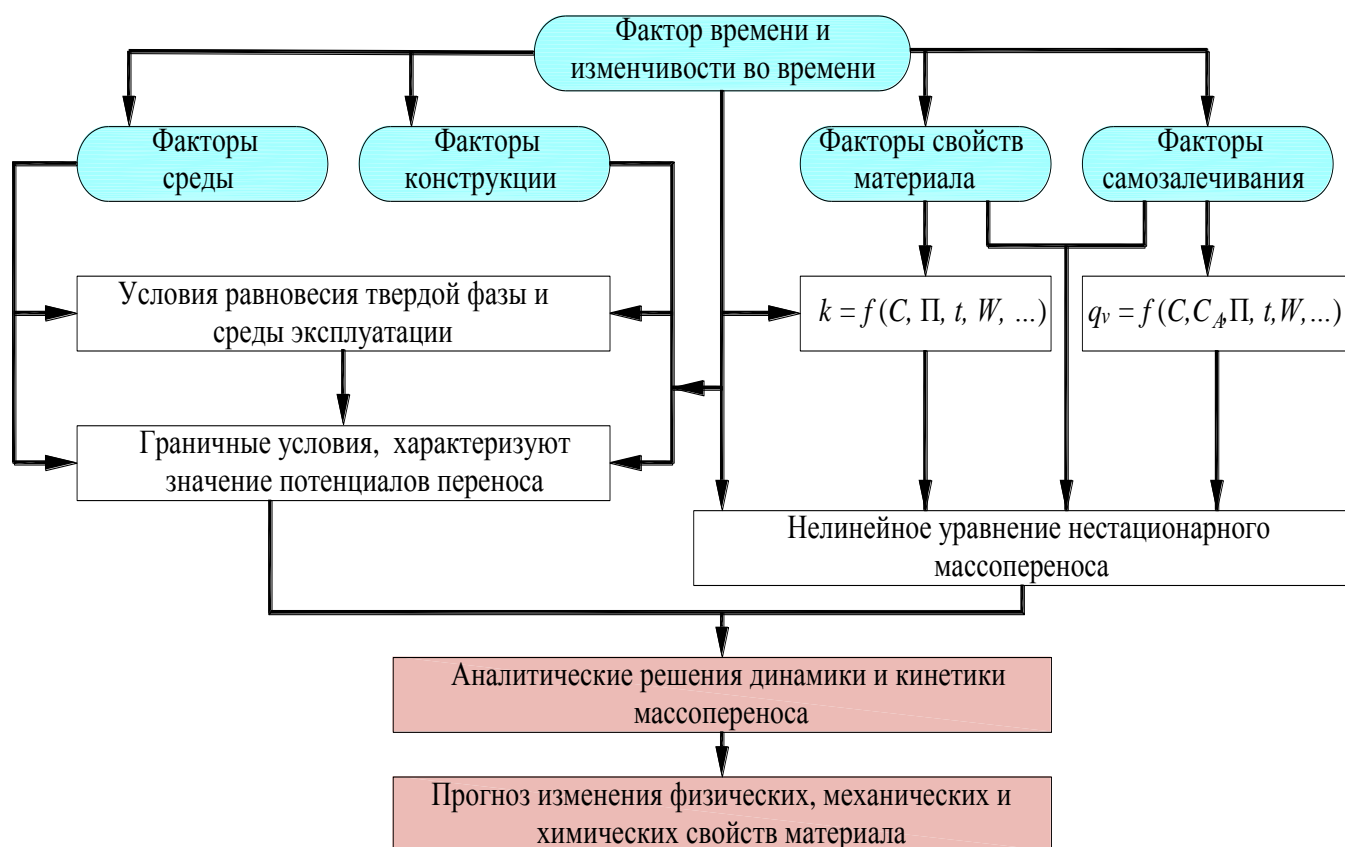 Фактор времени и
изменчивости во времени
Факторы
среды
Факторы
конструкции
Факторы свойств
материала
Факторы
самозалечивания
Условия равновесия твердой фазы и
среды эксплуатации
k = f (C, П, t, W, ...)
qv = f (C,CA,П, t,W,...)
Граничные условия, характеризуют
значение потенциалов переноса
Нелинейное уравнение нестационарного
массопереноса
Аналитические решения динамики и кинетики
массопереноса
Прогноз изменения физических, механических и
химических свойств материала